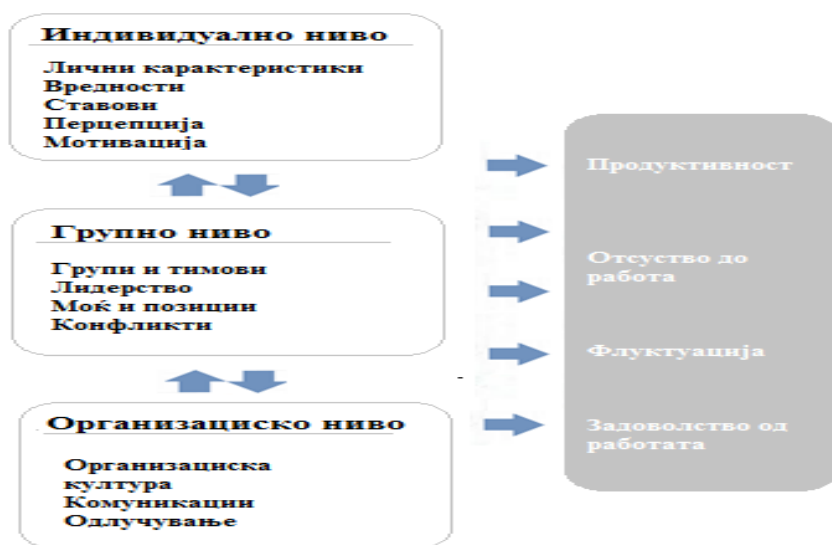 Индивидуално ниво
Лични карактеристики
Вредности
Ставови
Перцепција
Мотивација
Групно ниво
Групи и тимови
Лидерство
Моќ и позиции
Конфликти
Организациско ниво
Организациска
култура
Комуникации
Одлучување
Продуктивност
Отсуство до
работа
Флуктуација
Задоволство од
работата